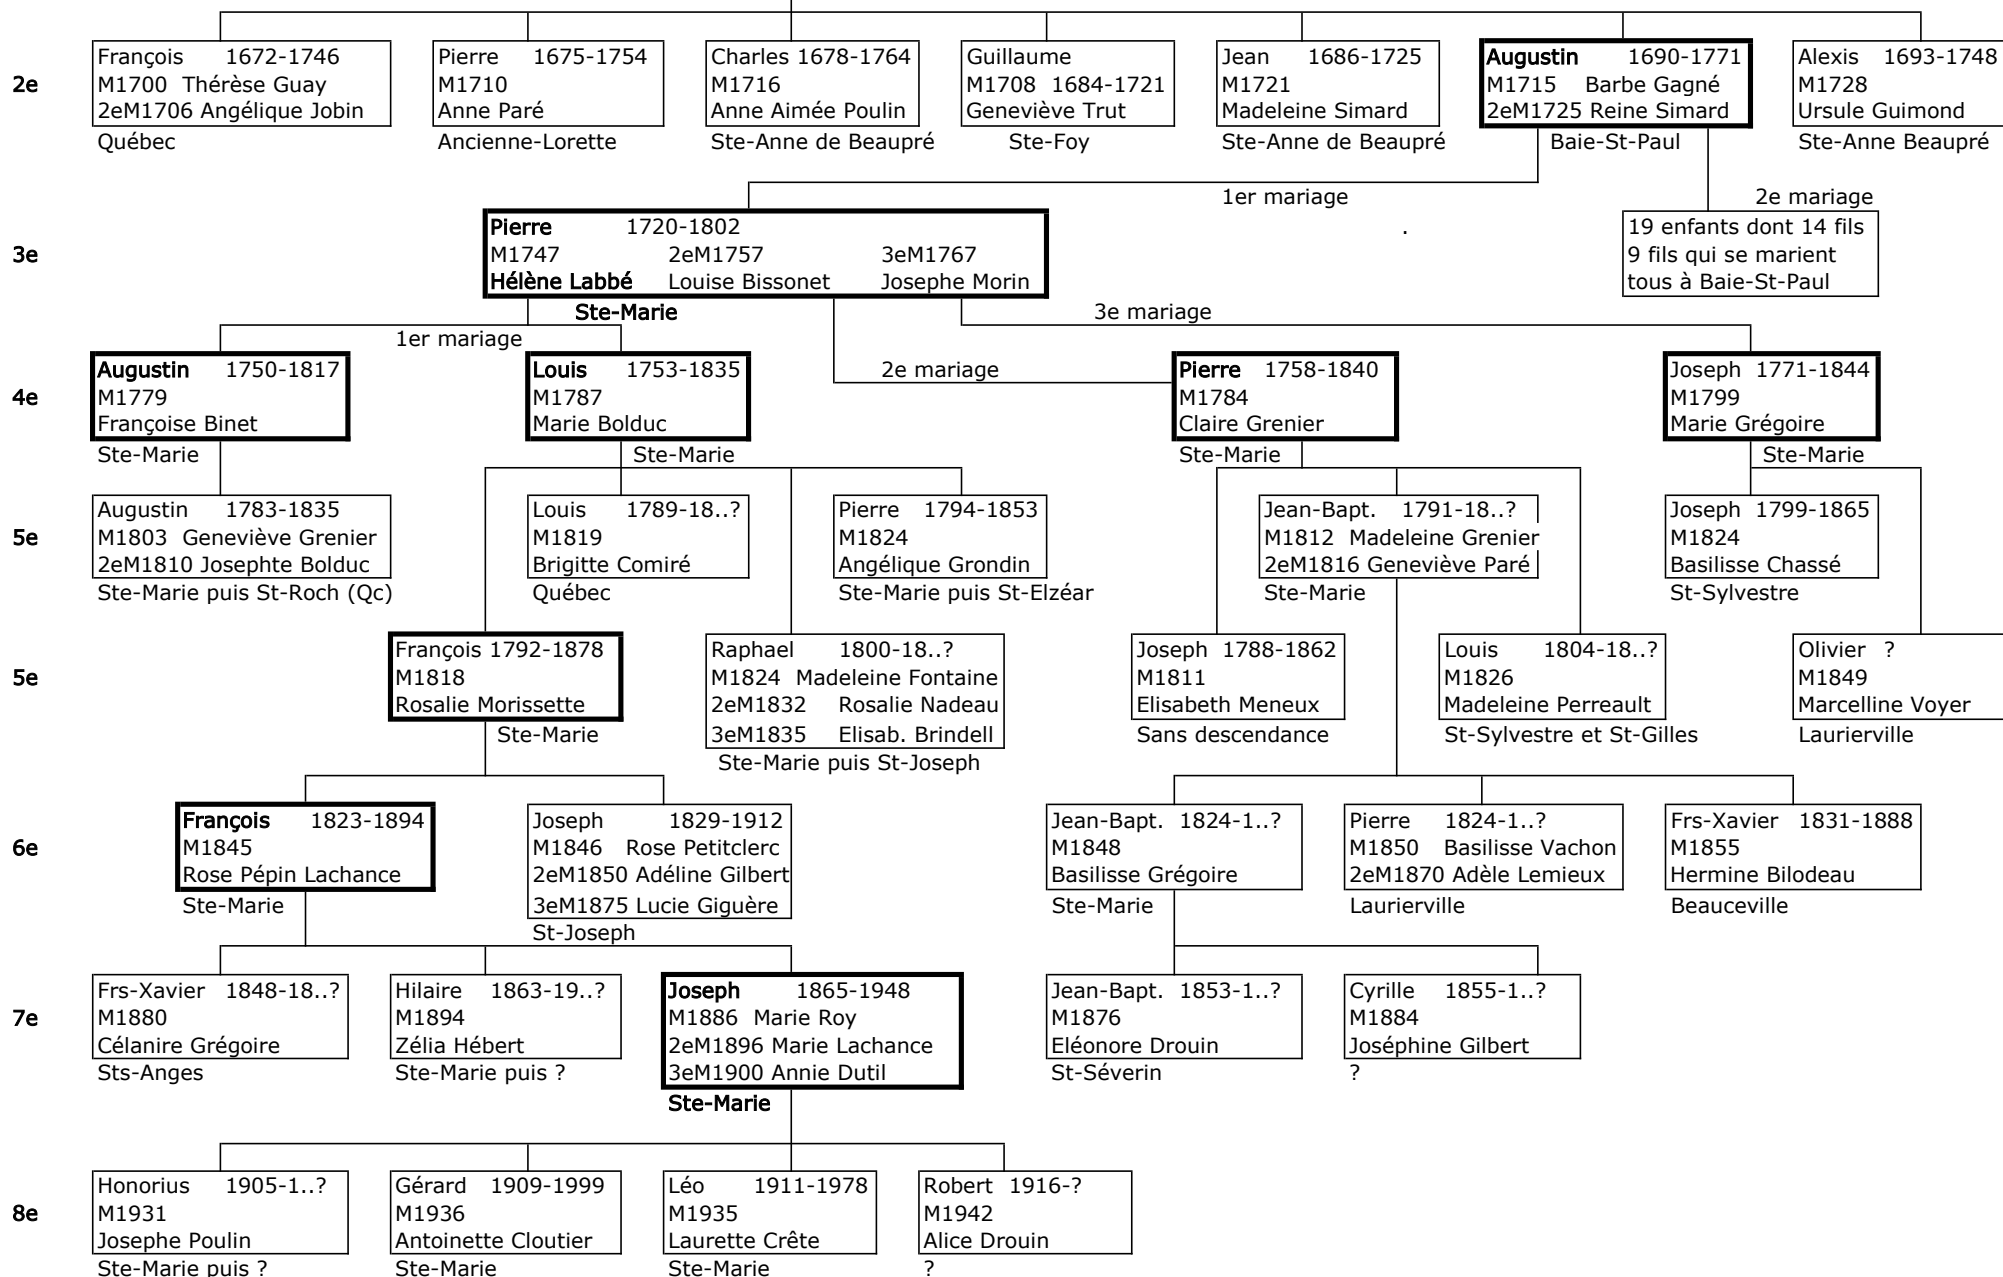 2e
François 1672-1746
M1700 Thérèse Guay
2eM1706 Angélique Jobin
Québec
Pierre 1675-1754
M1710
Anne Paré
Ancienne-Lorette
Charles 1678-1764
M1716
Anne Aimée Poulin
Ste-Anne de Beaupré
Guillaume
M1708 1684-1721
Geneviève Trut
Ste-Foy
Jean 1686-1725
M1721
Madeleine Simard
Ste-Anne de Beaupré
Augustin 1690-1771
M1715 Barbe Gagné
2eM1725 Reine Simard
Baie-St-Paul
Alexis 1693-1748
M1728
Ursule Guimond
Ste-Anne Beaupré
1er mariage
2e mariage
3e
Pierre 1720-1802
M1747 2eM1757 3eM1767
Hélène Labbé Louise Bissonet Josephe Morin
Ste-Marie
.
19 enfants dont 14 fils
9 fils qui se marient
tous à Baie-St-Paul
1er mariage
2e mariage
3e mariage
4e
Augustin 1750-1817
M1779
Françoise Binet
Ste-Marie
Louis 1753-1835
M1787
Marie Bolduc
Ste-Marie
Pierre 1758-1840
M1784
Claire Grenier
Ste-Marie
Joseph 1771-1844
M1799
Marie Grégoire
Ste-Marie
5e
Augustin 1783-1835
M1803 Geneviève Grenier
2eM1810 Josephte Bolduc
Ste-Marie puis St-Roch (Qc)
Louis 1789-18..?
M1819
Brigitte Comiré
Québec
Pierre 1794-1853
M1824
Angélique Grondin
Ste-Marie puis St-Elzéar
Jean-Bapt. 1791-18..?
M1812 Madeleine Grenier
2eM1816 Geneviève Paré
Ste-Marie
Joseph 1799-1865
M1824
Basilisse Chassé
St-Sylvestre
5e
François 1792-1878
M1818
Rosalie Morissette
Ste-Marie
Raphael 1800-18..?
M1824 Madeleine Fontaine
2eM1832 Rosalie Nadeau
3eM1835 Elisab. Brindell
Ste-Marie puis St-Joseph
Joseph 1788-1862
M1811
Elisabeth Meneux
Sans descendance
Louis 1804-18..?
M1826
Madeleine Perreault
St-Sylvestre et St-Gilles
Olivier ?
M1849
Marcelline Voyer
Laurierville
6e
François 1823-1894
M1845
Rose Pépin Lachance
Ste-Marie
Joseph 1829-1912
M1846 Rose Petitclerc
2eM1850 Adéline Gilbert
3eM1875 Lucie Giguère
St-Joseph
Jean-Bapt. 1824-1..?
M1848
Basilisse Grégoire
Ste-Marie
Pierre 1824-1..?
M1850 Basilisse Vachon
2eM1870 Adèle Lemieux
Laurierville
Frs-Xavier 1831-1888
M1855
Hermine Bilodeau
Beauceville
7e
Frs-Xavier 1848-18..?
M1880
Célanire Grégoire
Sts-Anges
Hilaire 1863-19..?
M1894
Zélia Hébert
Ste-Marie puis ?
Joseph 1865-1948
M1886 Marie Roy
2eM1896 Marie Lachance
3eM1900 Annie Dutil
Ste-Marie
Jean-Bapt. 1853-1..?
M1876
Eléonore Drouin
St-Séverin
Cyrille 1855-1..?
M1884
Joséphine Gilbert
?
8e
Honorius 1905-1..?
M1931
Josephe Poulin
Ste-Marie puis ?
Gérard 1909-1999
M1936
Antoinette Cloutier
Ste-Marie
Léo 1911-1978
M1935
Laurette Crête
Ste-Marie
Robert 1916-?
M1942
Alice Drouin
?